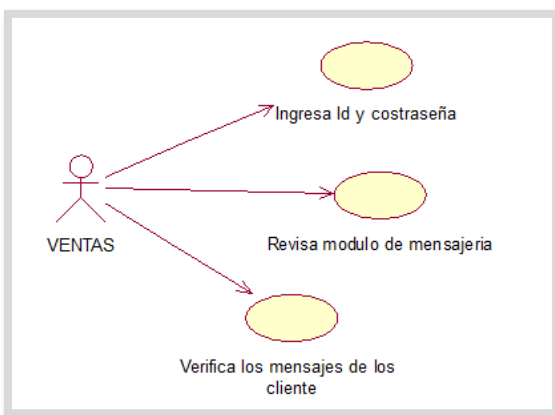 Ingresa Id y costraseña
VENTAS
Revisa modulo de mensajeria
Verifica los mensajes de los
cliente